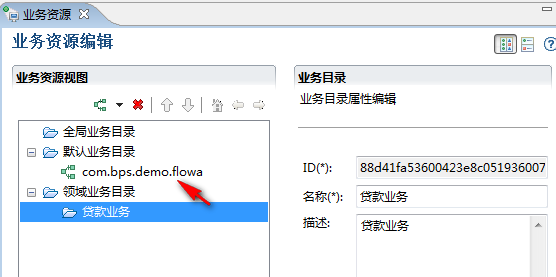 业务资源
业务资源编辑
业务资源视图
全局业务目录
默认业务目录
com.bps.demo.flowa
领域业务目录
贷款业务
业务目录
业务目录属性编辑
ID(*): 88d41fa53600423e8c051936007
名称(*): 贷款业务
描述: 贷款业务